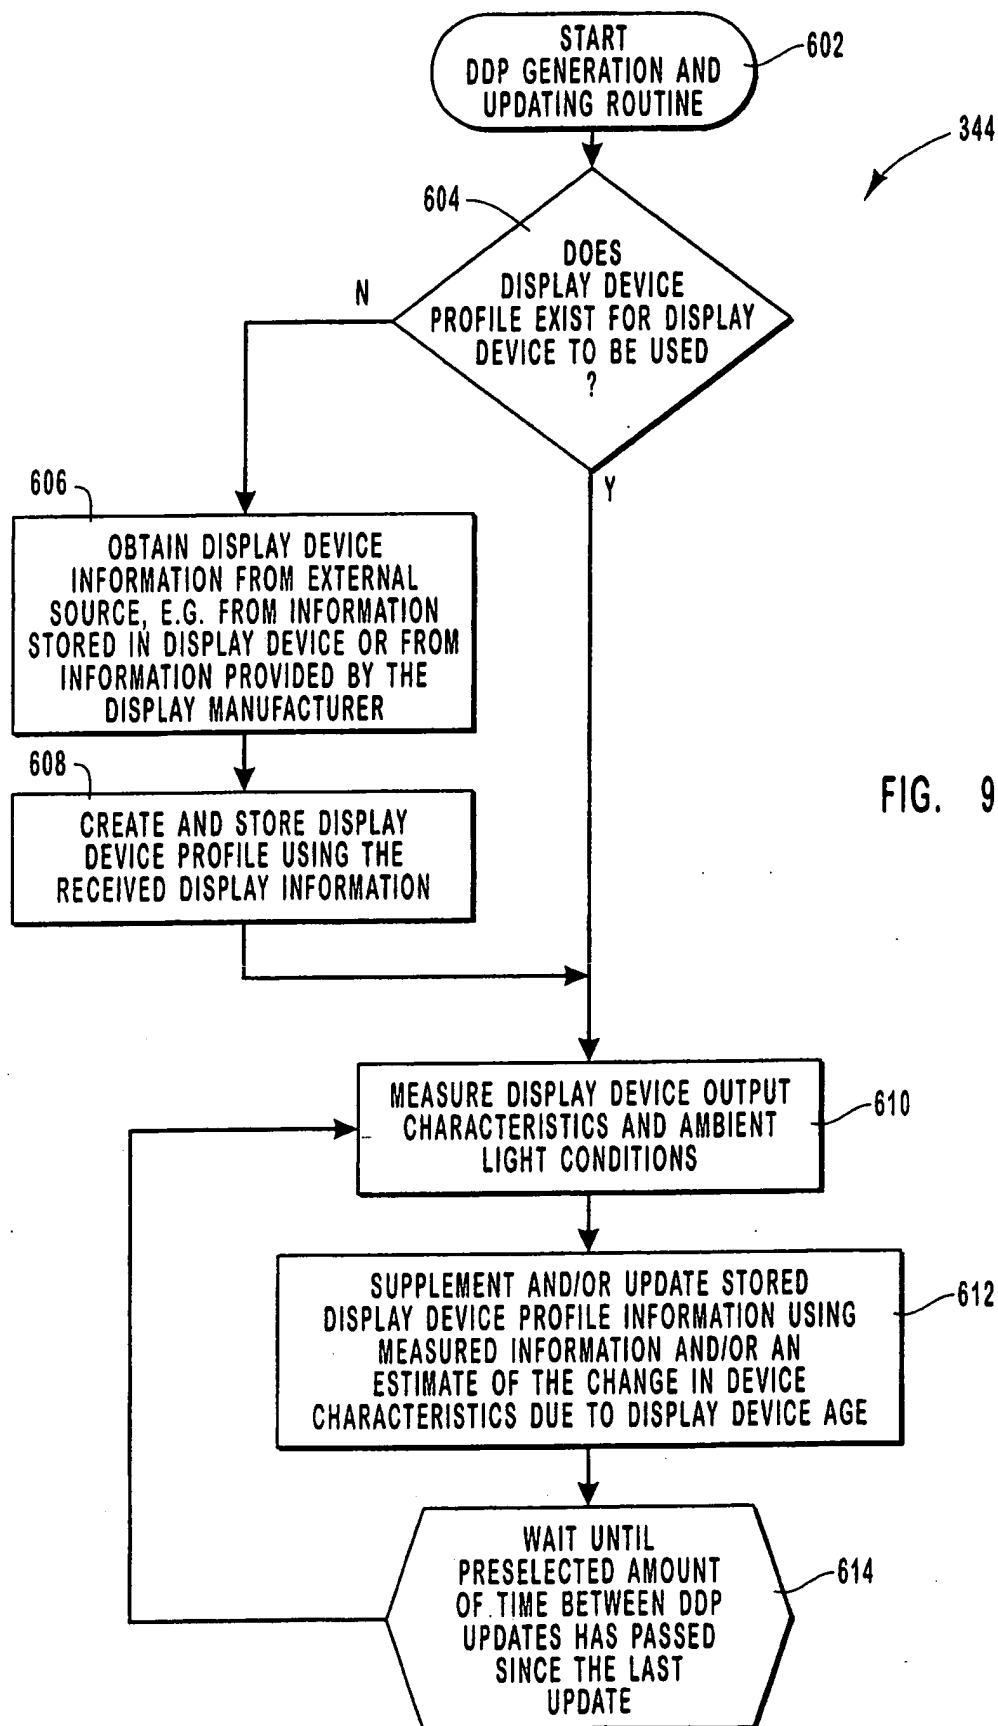 START
DDP GENERATION AND
UPDATING ROUTINE
602
344
604
DOES
DISPLAY DEVICE
PROFILE EXIST FOR DISPLAY
DEVICE TO BE USED
?
N
Y
606
OBTAIN DISPLAY DEVICE
INFORMATION FROM EXTERNAL
SOURCE, E.G. FROM INFORMATION
STORED IN DISPLAY DEVICE OR FROM
INFORMATION PROVIDED BY THE
DISPLAY MANUFACTURER
608
CREATE AND STORE DISPLAY
DEVICE PROFILE USING THE
RECEIVED DISPLAY INFORMATION
FIG. 9
MEASURE DISPLAY DEVICE OUTPUT
CHARACTERISTICS AND AMBIENT
LIGHT CONDITIONS
610
SUPPLEMENT AND/OR UPDATE STORED
DISPLAY DEVICE PROFILE INFORMATION USING
MEASURED INFORMATION AND/OR AN
ESTIMATE OF THE CHANGE IN DEVICE
CHARACTERISTICS DUE TO DISPLAY DEVICE AGE
612
WAIT UNTIL
PRESELECTED AMOUNT
OF TIME BETWEEN DDP
UPDATES HAS PASSED
SINCE THE LAST
UPDATE
614